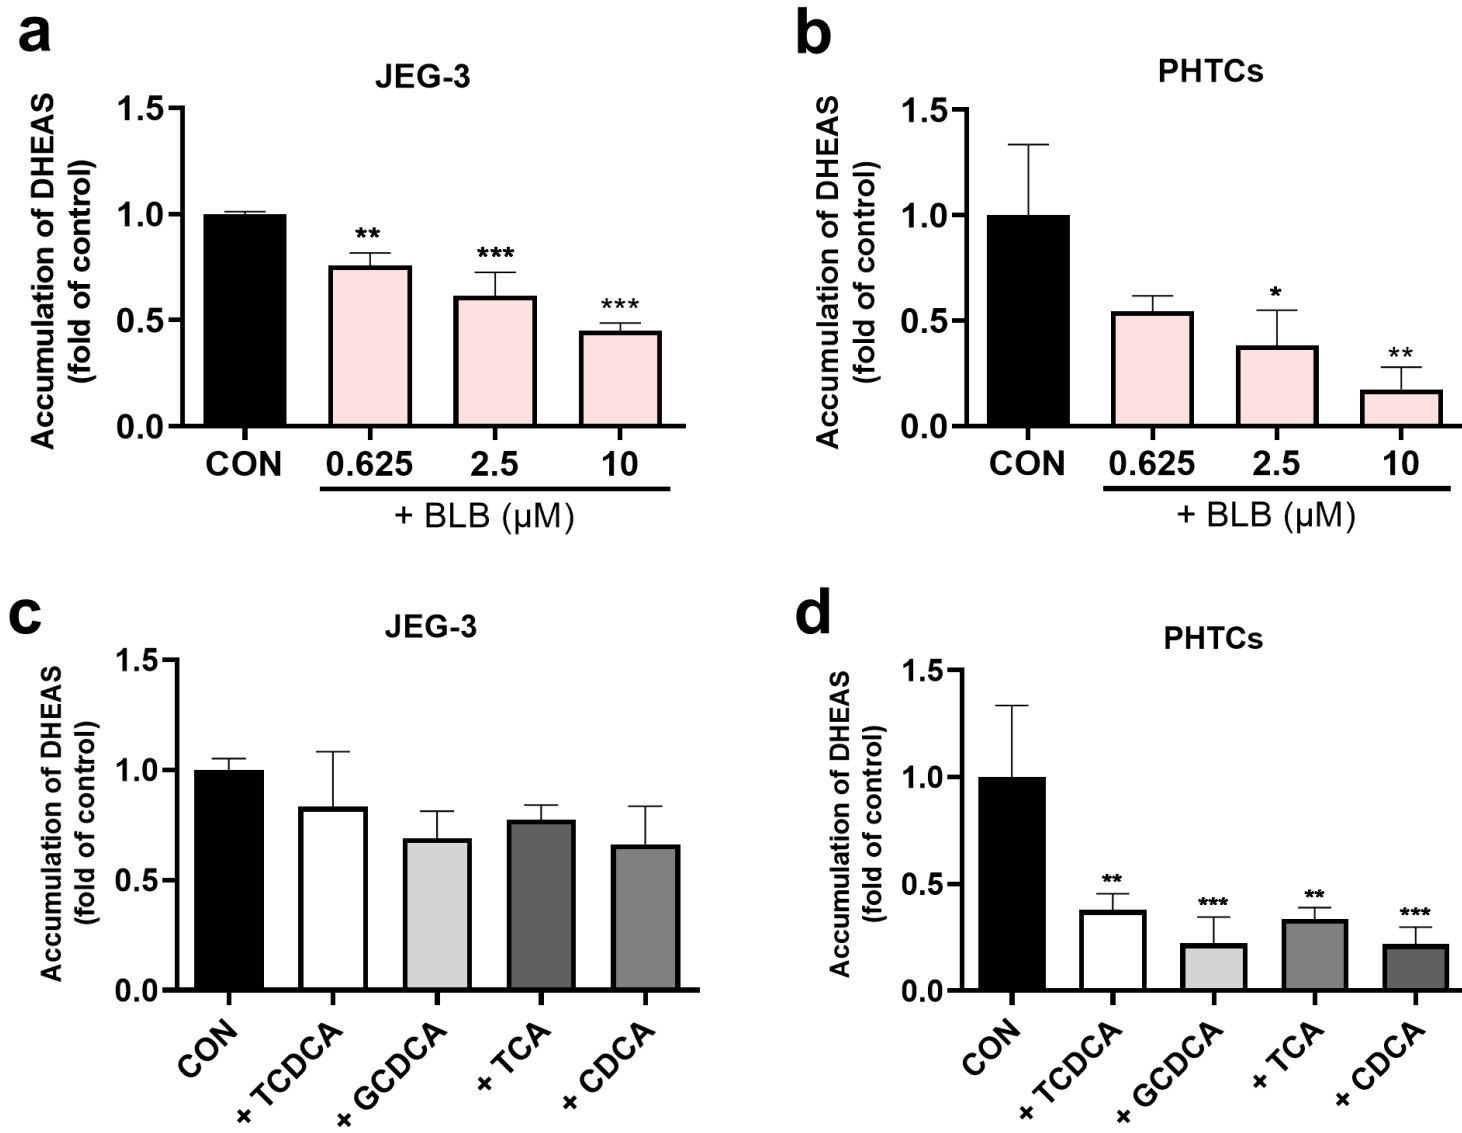 a
JEG-3
Accumulation of DHEAS
(fold of control)
1.5
1.0
0.5
0.0
**
***
***
CON 0.625 2.5 10
+ BLB (µM)
b
PHTCs
Accumulation of DHEAS
(fold of control)
1.5
1.0
0.5
0.0
*
**
CON 0.625 2.5 10
+ BLB (µM)
c
JEG-3
Accumulation of DHEAS
(fold of control)
1.5
1.0
0.5
0.0
CON
+ TCDCA
+ GCDCA
+ TCA
+ CDCA
d
PHTCs
Accumulation of DHEAS
(fold of control)
1.5
1.0
0.5
0.0
**
***
**
***
CON
+ TCDCA
+ GCDCA
+ TCA
+ CDCA